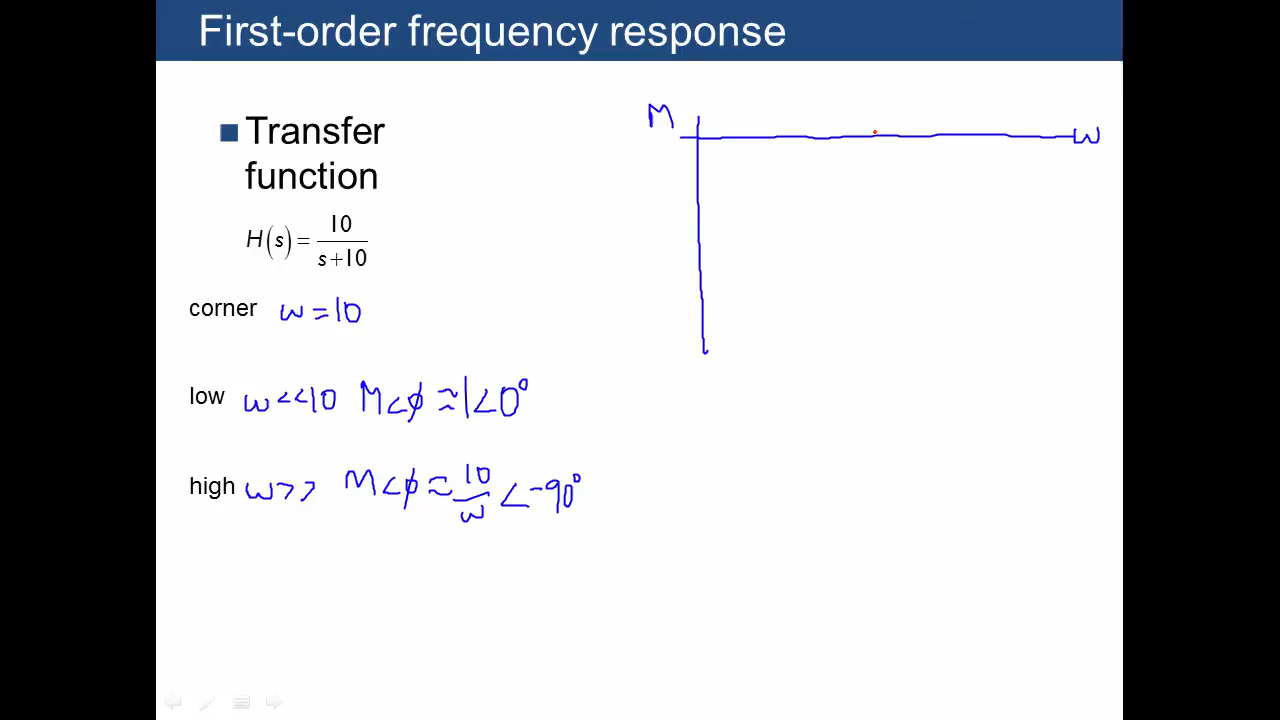 First-order frequency response
■ Transfer
function
H(s) = 10/(s+10)
corner w = 10
low w << 10 M∠ϕ ≈ 1∠0°
high w >> M∠ϕ ≈ 10/w ∠-90°
M
w